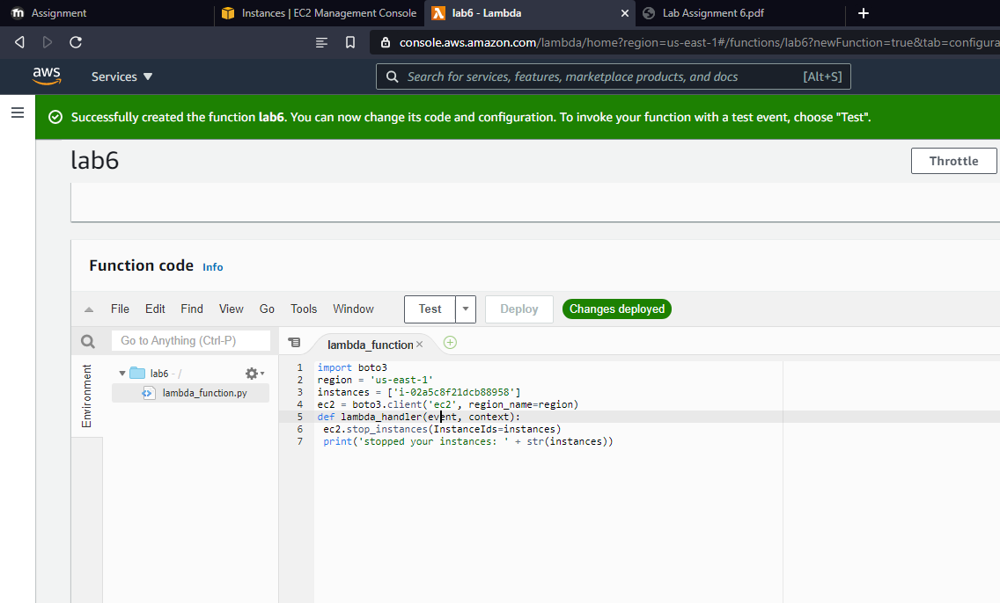 Assignment
Instances | EC2 Management Console
lab6 - Lambda
Lab Assignment 6.pdf
console.aws.amazon.com/lambda/home?region=us-east-1#/functions/lab6?newFunction=true&tab=configura
aws
Services
Search for services, features, marketplace products, and docs
[Alt+S]
Successfully created the function lab6. You can now change its code and configuration. To invoke your function with a test event, choose "Test".
lab6
Throttle
Function code Info
File Edit Find View Go Tools Window
Test
Deploy
Changes deployed
Go to Anything (Ctrl-P)
lambda_function
Environment
lab6 - /
lambda_function.py
1 import boto3
2 region = 'us-east-1'
3 instances = ['i-02a5c8f21dcb88958']
4 ec2 = boto3.client('ec2', region_name=region)
5 def lambda_handler(event, context):
6 ec2.stop_instances(InstanceIds=instances)
7 print('stopped your instances: ' + str(instances))